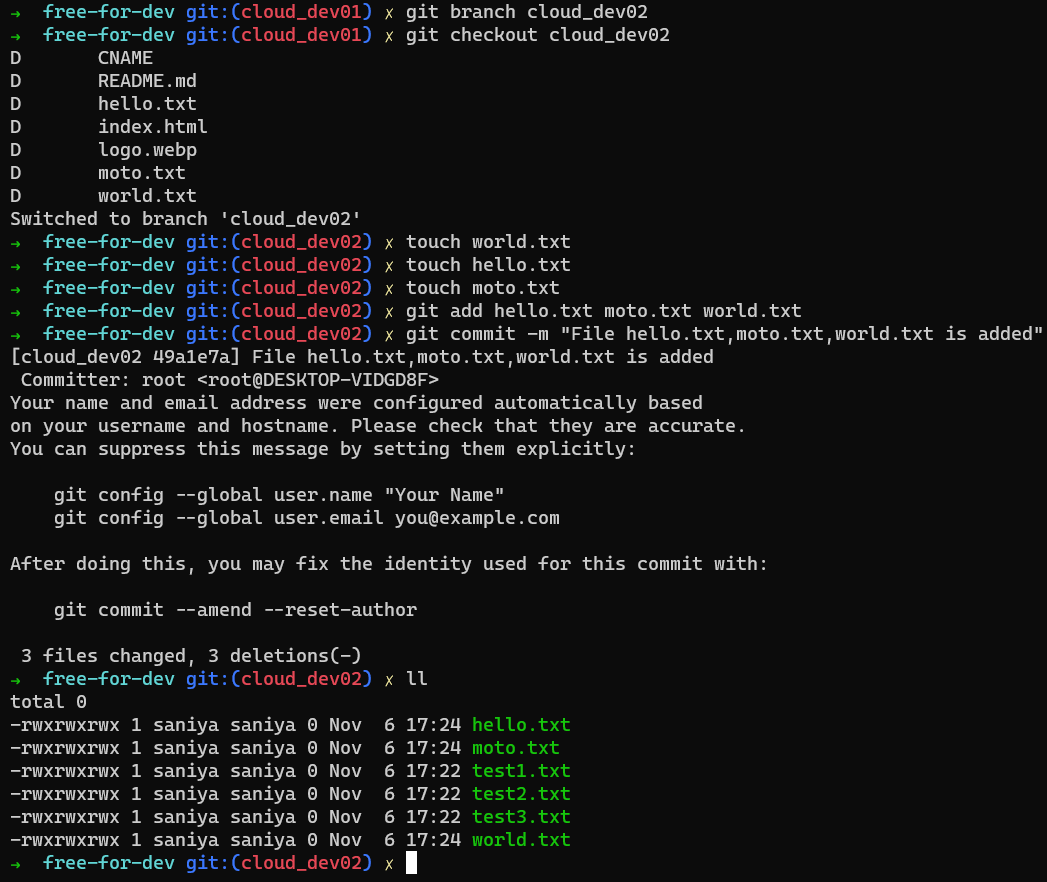 →  free-for-dev git:(cloud_dev01) ✗ git branch cloud_dev02
→  free-for-dev git:(cloud_dev01) ✗ git checkout cloud_dev02
D       CNAME
D       README.md
D       hello.txt
D       index.html
D       logo.webp
D       moto.txt
D       world.txt
Switched to branch 'cloud_dev02'
→  free-for-dev git:(cloud_dev02) ✗ touch world.txt
→  free-for-dev git:(cloud_dev02) ✗ touch hello.txt
→  free-for-dev git:(cloud_dev02) ✗ touch moto.txt
→  free-for-dev git:(cloud_dev02) ✗ git add hello.txt moto.txt world.txt
→  free-for-dev git:(cloud_dev02) ✗ git commit -m "File hello.txt,moto.txt,world.txt is added"
[cloud_dev02 49a1e7a] File hello.txt,moto.txt,world.txt is added
 Committer: root <root@DESKTOP-VIDGD8F>
Your name and email address were configured automatically based
on your username and hostname. Please check that they are accurate.
You can suppress this message by setting them explicitly:

    git config --global user.name "Your Name"
    git config --global user.email you@example.com

After doing this, you may fix the identity used for this commit with:

    git commit --amend --reset-author

 3 files changed, 3 deletions(-)
→  free-for-dev git:(cloud_dev02) ✗ ll
total 0
-rwxrwxrwx 1 saniya saniya 0 Nov  6 17:24 hello.txt
-rwxrwxrwx 1 saniya saniya 0 Nov  6 17:24 moto.txt
-rwxrwxrwx 1 saniya saniya 0 Nov  6 17:22 test1.txt
-rwxrwxrwx 1 saniya saniya 0 Nov  6 17:22 test2.txt
-rwxrwxrwx 1 saniya saniya 0 Nov  6 17:22 test3.txt
-rwxrwxrwx 1 saniya saniya 0 Nov  6 17:24 world.txt
→  free-for-dev git:(cloud_dev02) ✗